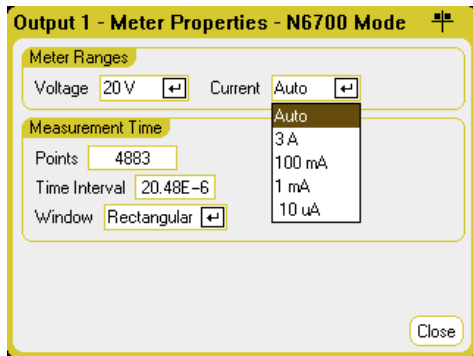 Output 1 - Meter Properties - N6700 Mode
Meter Ranges
Voltage 20 V Current Auto
Auto
3 A
100 mA
1 mA
10 uA
Measurement Time
Points 4883
Time Interval 20.48E-6
Window Rectangular
Close